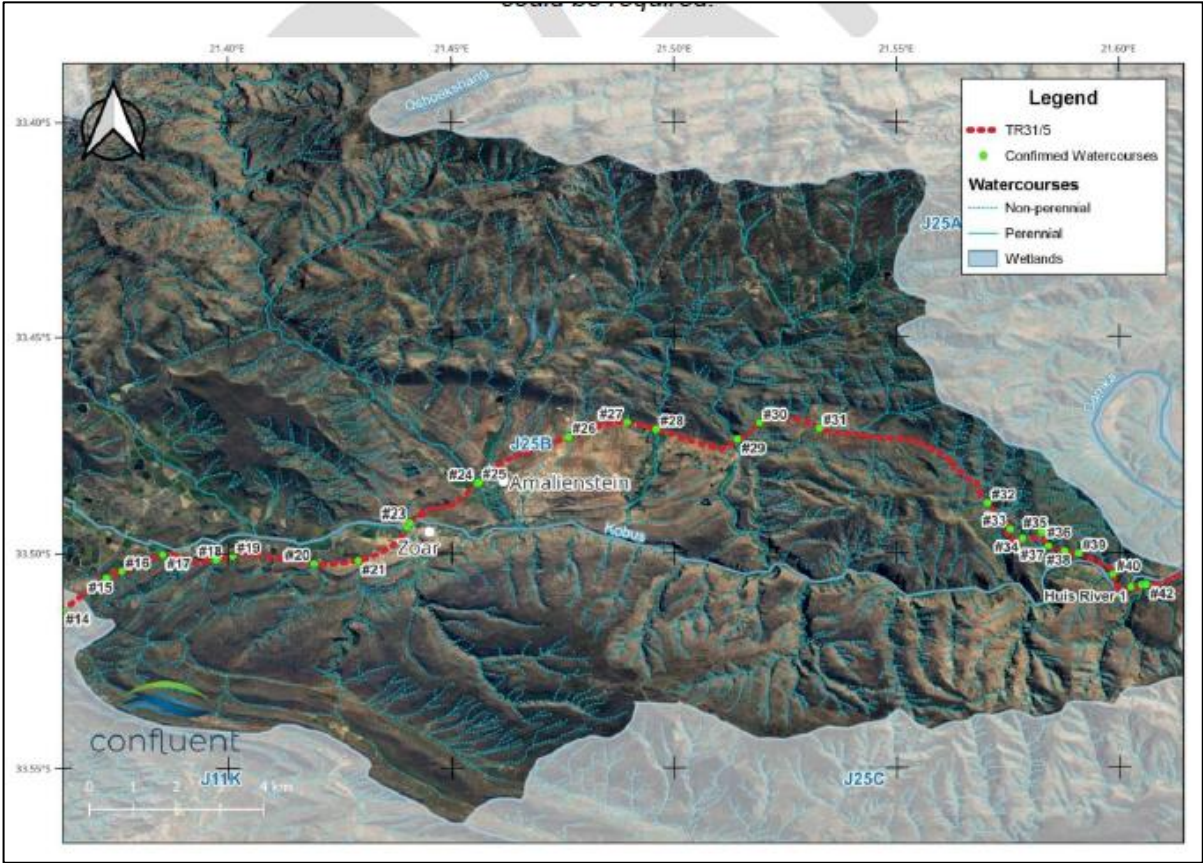 could be required.
21.40°E
21.45°E
21.50°E
21.55°E
21.60°E
33.40°S
33.45°S
33.50°S
33.55°S
Legend
TR31/5
Confirmed Watercourses
Watercourses
Non-perennial
Perennial
Wetlands
J25A
J25B
#27
#28
#26
#30
#31
#29
#24
#25
Amalienstein
#23
Zoar
Kobus
#32
#33
#35
#36
#34
#37
#38
#39
#40
Huis River 1
#42
#18
#19
#20
#21
#17
#16
#15
#14
confluent
0 1 2 4 km
J11K
J25C